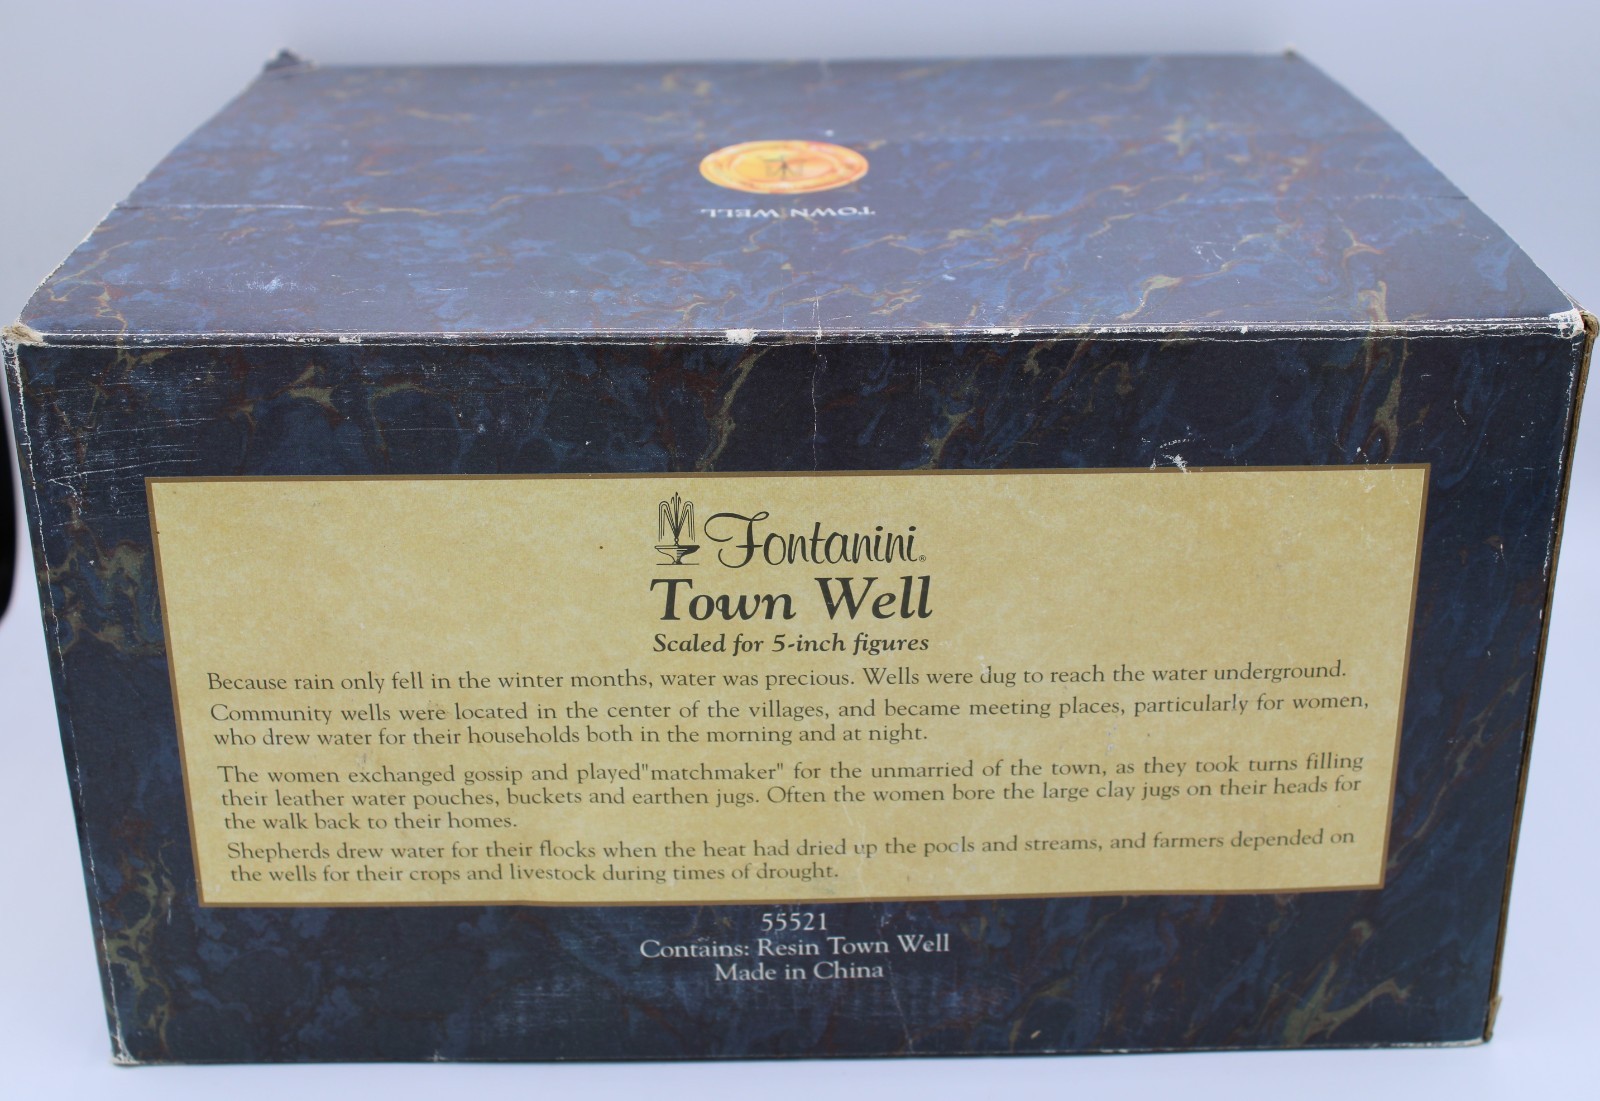 TOWN WELL
Fontanini®
Town Well
Scaled for 5-inch figures
Because rain only fell in the winter months, water was precious. Wells were dug to reach the water underground.
Community wells were located in the center of the villages, and became meeting places, particularly for women,
who drew water for their households both in the morning and at night.
The women exchanged gossip and played"matchmaker" for the unmarried of the town, as they took turns filling
their leather water pouches, buckets and earthen jugs. Often the women bore the large clay jugs on their heads for
the walk back to their homes.
Shepherds drew water for their flocks when the heat had dried up the pools and streams, and farmers depended on
the wells for their crops and livestock during times of drought.
55521
Contains: Resin Town Well
Made in China